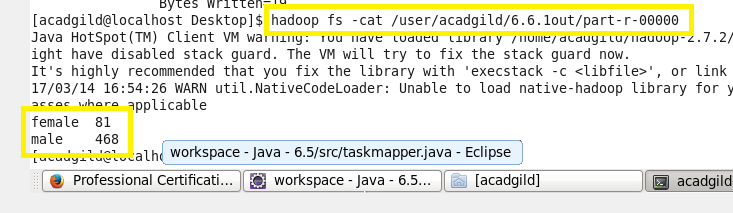 Bytes Written=19
[acadgild@localhost Desktop]$ hadoop fs -cat /user/acadgild/6.6.1out/part-r-00000
Java HotSpot(TM) Client VM warning: You have loaded library /home/acadgild/hadoop-2.7.2/
ight have disabled stack guard. The VM will try to fix the stack guard now.
It's highly recommended that you fix the library with 'execstack -c <libfile>', or link
17/03/14 16:54:26 WARN util.NativeCodeLoader: Unable to load native-hadoop library for y
asses where applicable
female 81
male 468
[acadgild@localho
workspace - Java - 6.5/src/taskmapper.java - Eclipse
Professional Certificati... workspace - Java - 6.5... [acadgild] acadgild